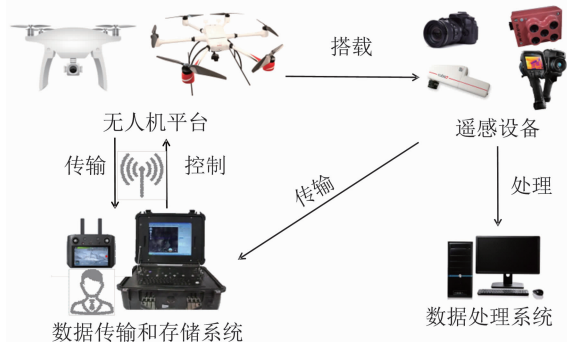 搭载
无人机平台
遥感设备
传输
控制
传输
处理
数据传输和存储系统
数据处理系统